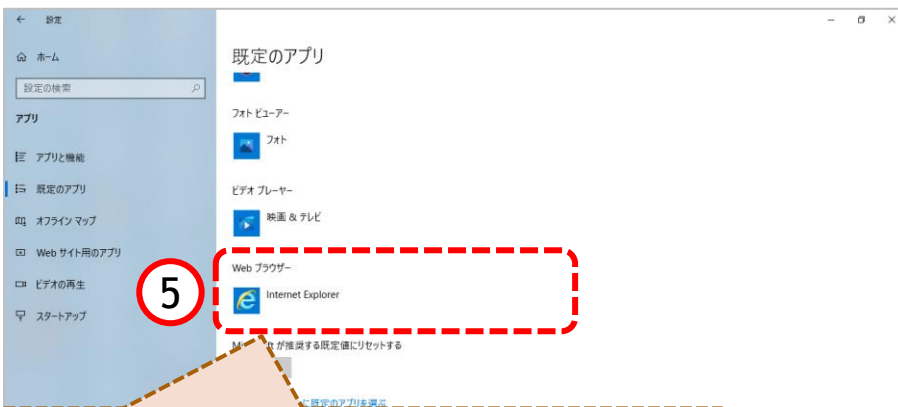 ← 設定
ホーム
設定の検索
アプリ
アプリと機能
既定のアプリ
オフライン マップ
Web サイト用のアプリ
ビデオの再生
スタートアップ
既定のアプリ
フォト ビューアー
フォト
ビデオ プレーヤー
映画 & テレビ
5
Web ブラウザー
Internet Explorer
が推奨する既定値にリセットする
に既定のアプリを選ぶ